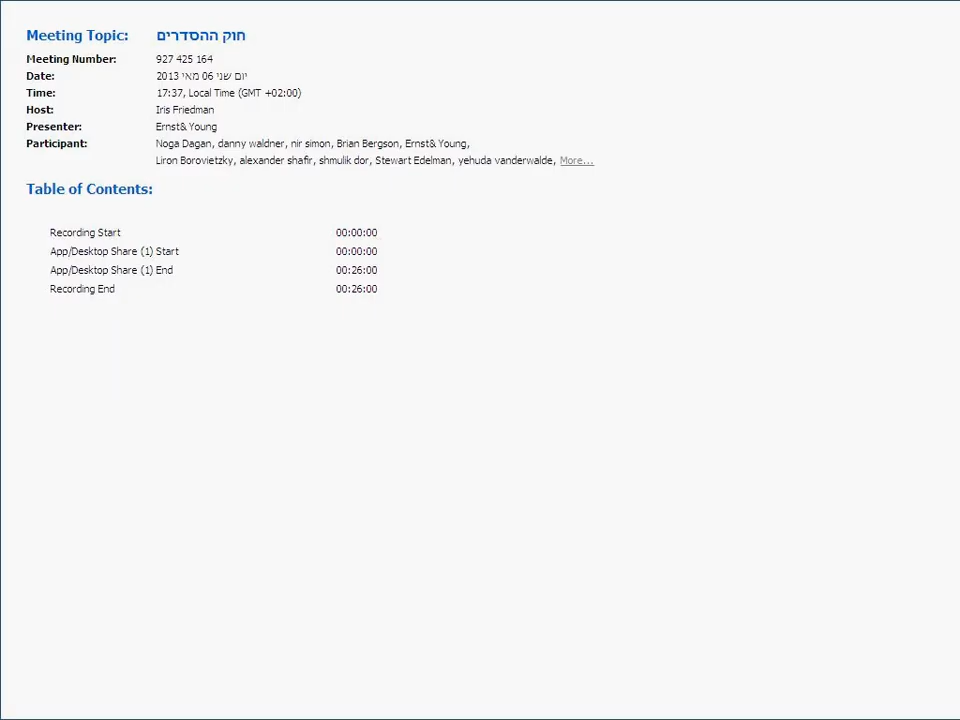 Meeting Topic: חוק ההסדרים
Meeting Number: 927 425 164
Date: יום שני 06 מאי 2013
Time: 17:37, Local Time (GMT +02:00)
Host: Iris Friedman
Presenter: Ernst& Young
Participant: Noga Dagan, danny waldner, nir simon, Brian Bergson, Ernst& Young,
Liron Borovietzky, alexander shafir, shmulik dor, Stewart Edelman, yehuda vanderwalde, More...
Table of Contents:
Recording Start 00:00:00
App/Desktop Share (1) Start 00:00:00
App/Desktop Share (1) End 00:26:00
Recording End 00:26:00